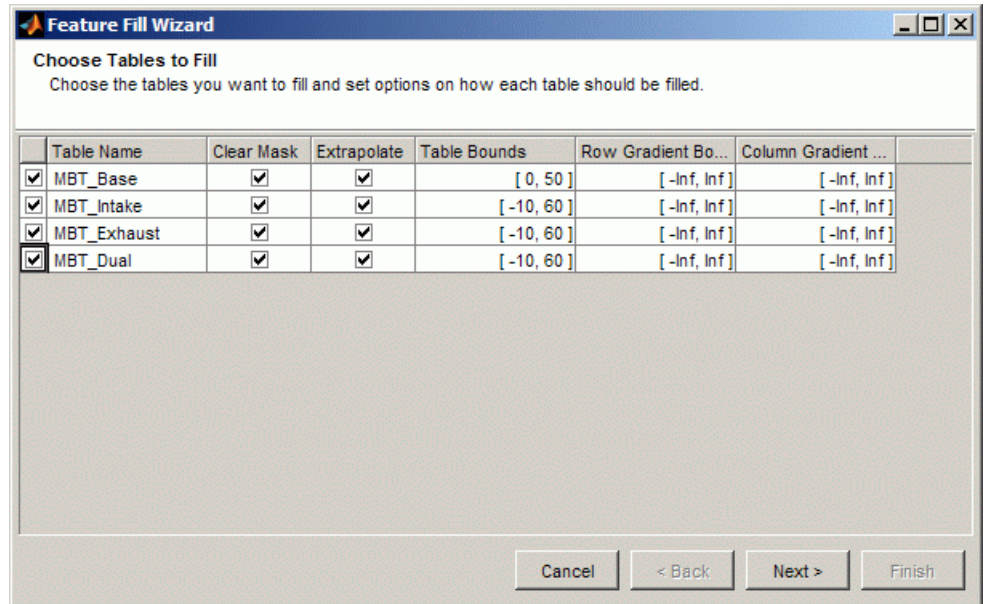 Feature Fill Wizard
Choose Tables to Fill
Choose the tables you want to fill and set options on how each table should be filled.
Table Name Clear Mask Extrapolate Table Bounds Row Gradient Bo... Column Gradient ...
MBT_Base [ 0, 50 ] [ -Inf, Inf ] [ -Inf, Inf ]
MBT_Intake [ -10, 60 ] [ -Inf, Inf ] [ -Inf, Inf ]
MBT_Exhaust [ -10, 60 ] [ -Inf, Inf ] [ -Inf, Inf ]
MBT_Dual [ -10, 60 ] [ -Inf, Inf ] [ -Inf, Inf ]
Cancel < Back Next > Finish